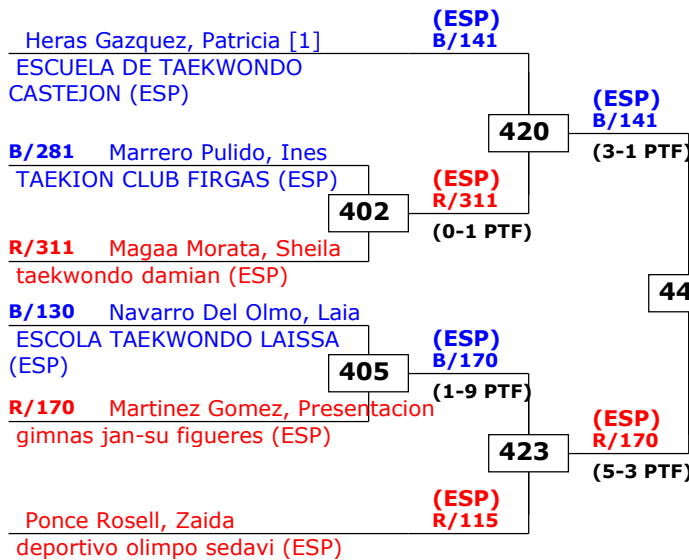 (ESP)
Heras Gazquez, Patricia [1]
B/141
ESCUELA DE TAEKWONDO
CASTEJON (ESP)
(ESP)
B/141
420
(3-1 PTF)
B/281 Marrero Pulido, Ines
TAEKION CLUB FIRGAS (ESP)
(ESP)
R/311
402
(0-1 PTF)
R/311 Magaa Morata, Sheila
taekwondo damian (ESP)
44
B/130 Navarro Del Olmo, Laia
ESCOLA TAEKWONDO LAISSA
(ESP)
(ESP)
B/170
405
(1-9 PTF)
R/170 Martinez Gomez, Presentacion
gimnas jan-su figueres (ESP)
(ESP)
R/170
423
(5-3 PTF)
(ESP)
R/115
Ponce Rosell, Zaida
deportivo olimpo sedavi (ESP)